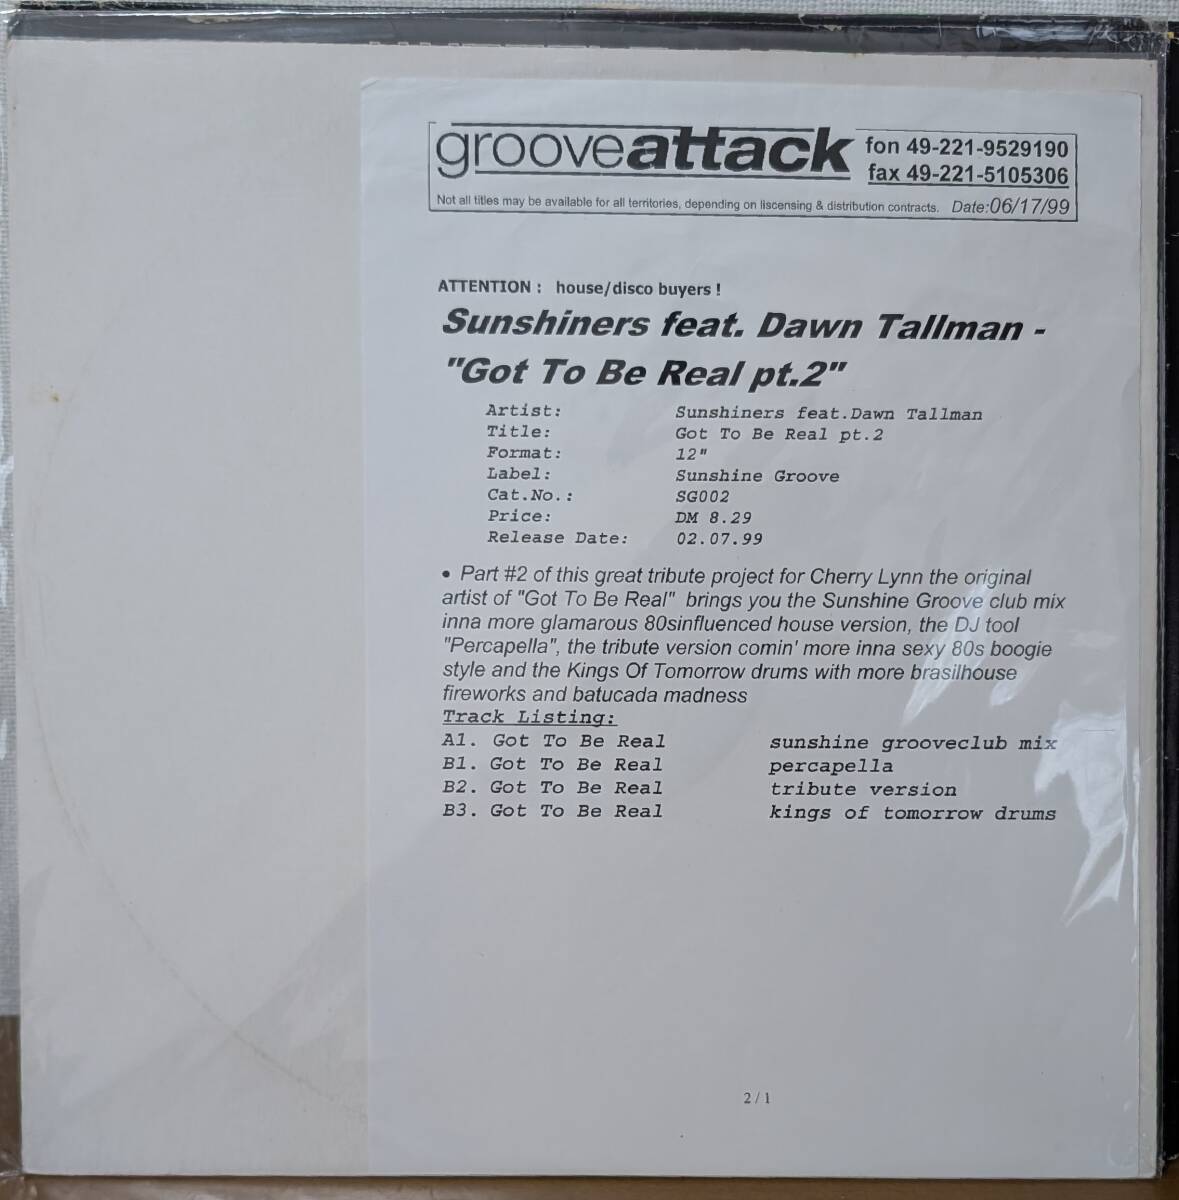 grooveattack fon 49-221-9529190
fax 49-221-5105306
Not all titles may be available for all territories, depending on liscensing & distribution contracts. Date:06/17/99
ATTENTION : house/disco buyers !
Sunshiners feat. Dawn Tallman -
"Got To Be Real pt.2"
Artist: Sunshiners feat.Dawn Tallman
Title: Got To Be Real pt.2
Format: 12"
Label: Sunshine Groove
Cat.No.: SG002
Price: DM 8.29
Release Date: 02.07.99
• Part #2 of this great tribute project for Cherry Lynn the original
artist of "Got To Be Real" brings you the Sunshine Groove club mix
inna more glamarous 80sinfluenced house version, the DJ tool
"Percapella", the tribute version comin' more inna sexy 80s boogie
style and the Kings Of Tomorrow drums with more brasilhouse
fireworks and batucada madness
Track Listing:
A1. Got To Be Real sunshine grooveclub mix
B1. Got To Be Real percapella
B2. Got To Be Real tribute version
B3. Got To Be Real kings of tomorrow drums
2 / 1